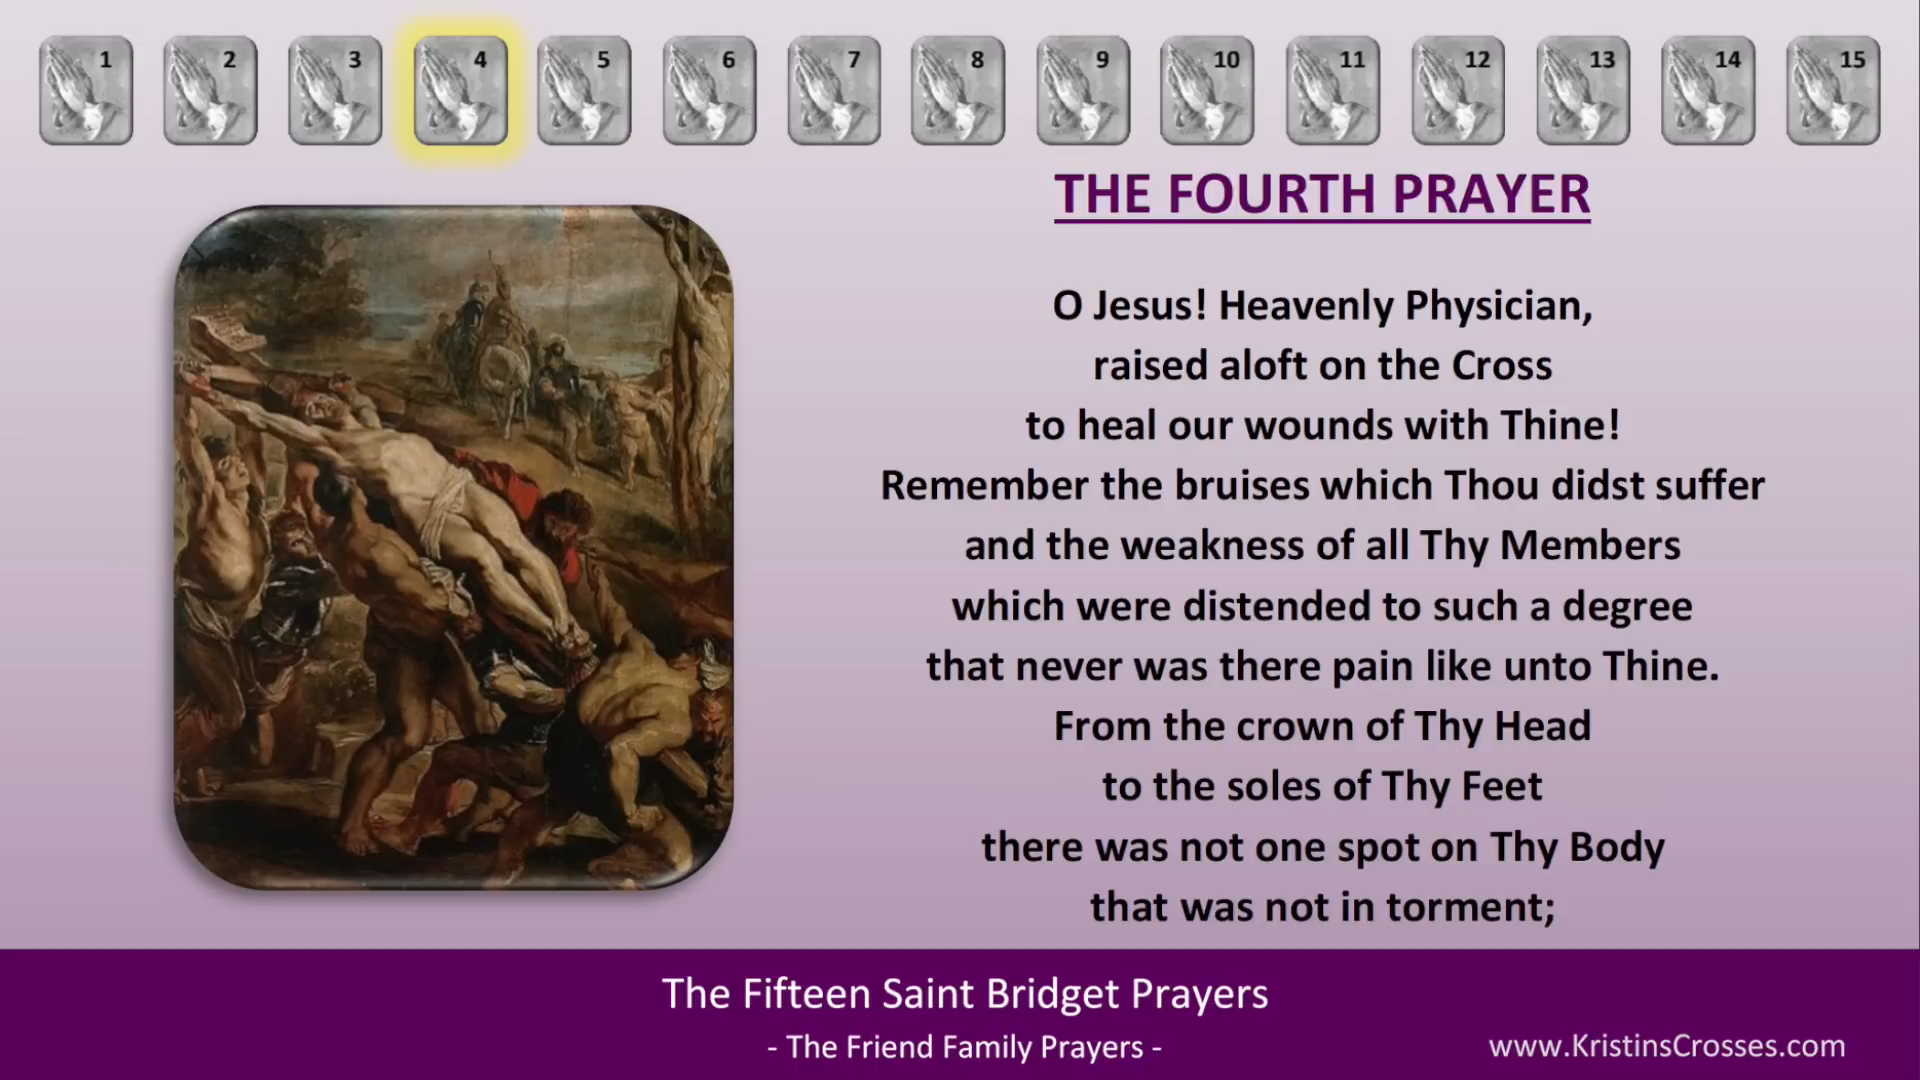 1 2 3 4 5 6 7 8 9 10 11 12 13 14 15
THE FOURTH PRAYER
O Jesus! Heavenly Physician,
raised aloft on the Cross
to heal our wounds with Thine!
Remember the bruises which Thou didst suffer
and the weakness of all Thy Members
which were distended to such a degree
that never was there pain like unto Thine.
From the crown of Thy Head
to the soles of Thy Feet
there was not one spot on Thy Body
that was not in torment;
The Fifteen Saint Bridget Prayers
- The Friend Family Prayers -
www.KristinsCrosses.com